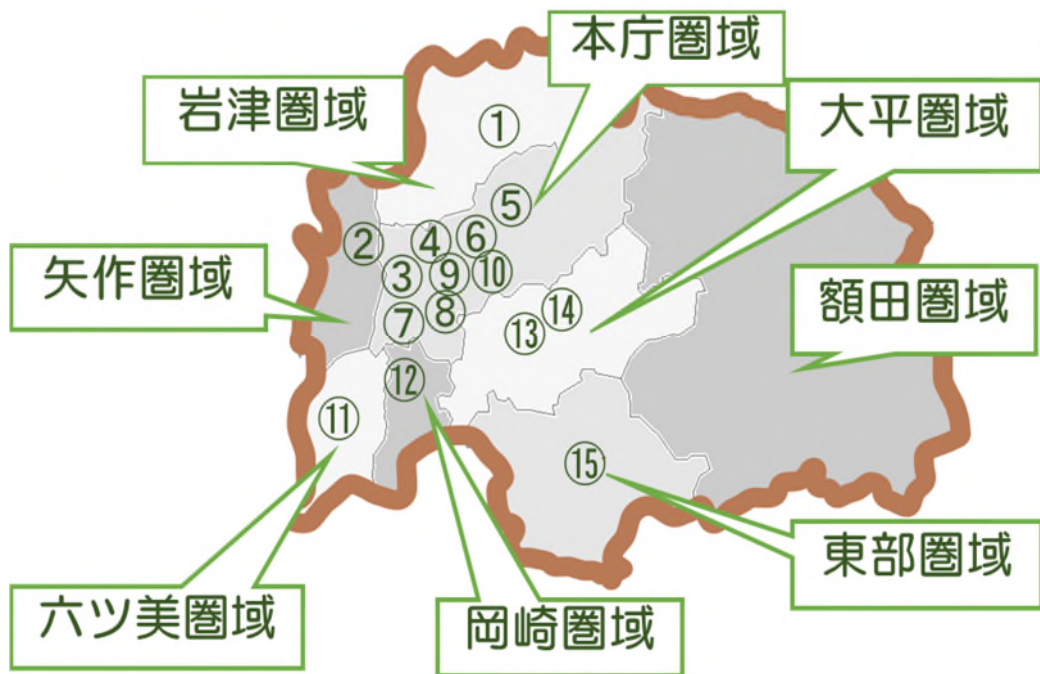 本庁圏域
岩津圏域
大平圏域
①
⑤
②
④
⑥
③
⑨
⑩
矢作圏域
額田圏域
⑦
⑧
⑭
⑬
⑫
⑪
⑮
東部圏域
六ツ美圏域
岡崎圏域